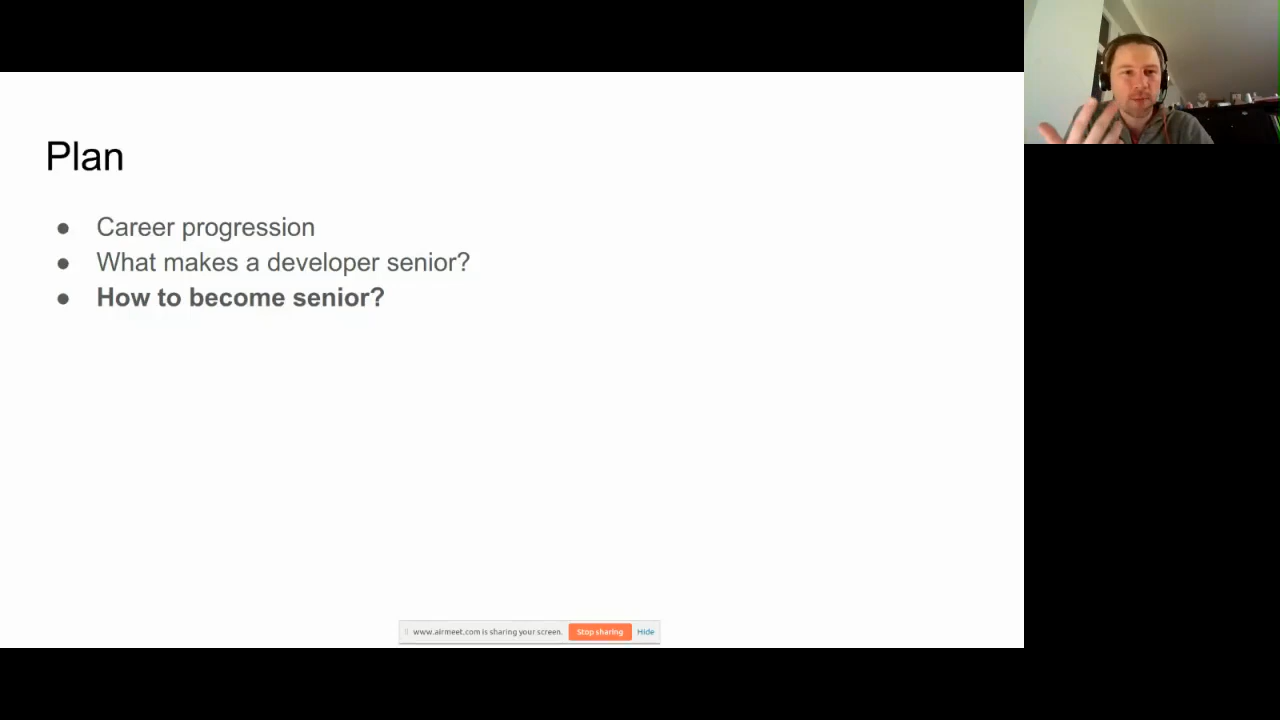 Plan
● Career progression
● What makes a developer senior?
● How to become senior?
www.airmeet.com is sharing your screen. Stop sharing Hide